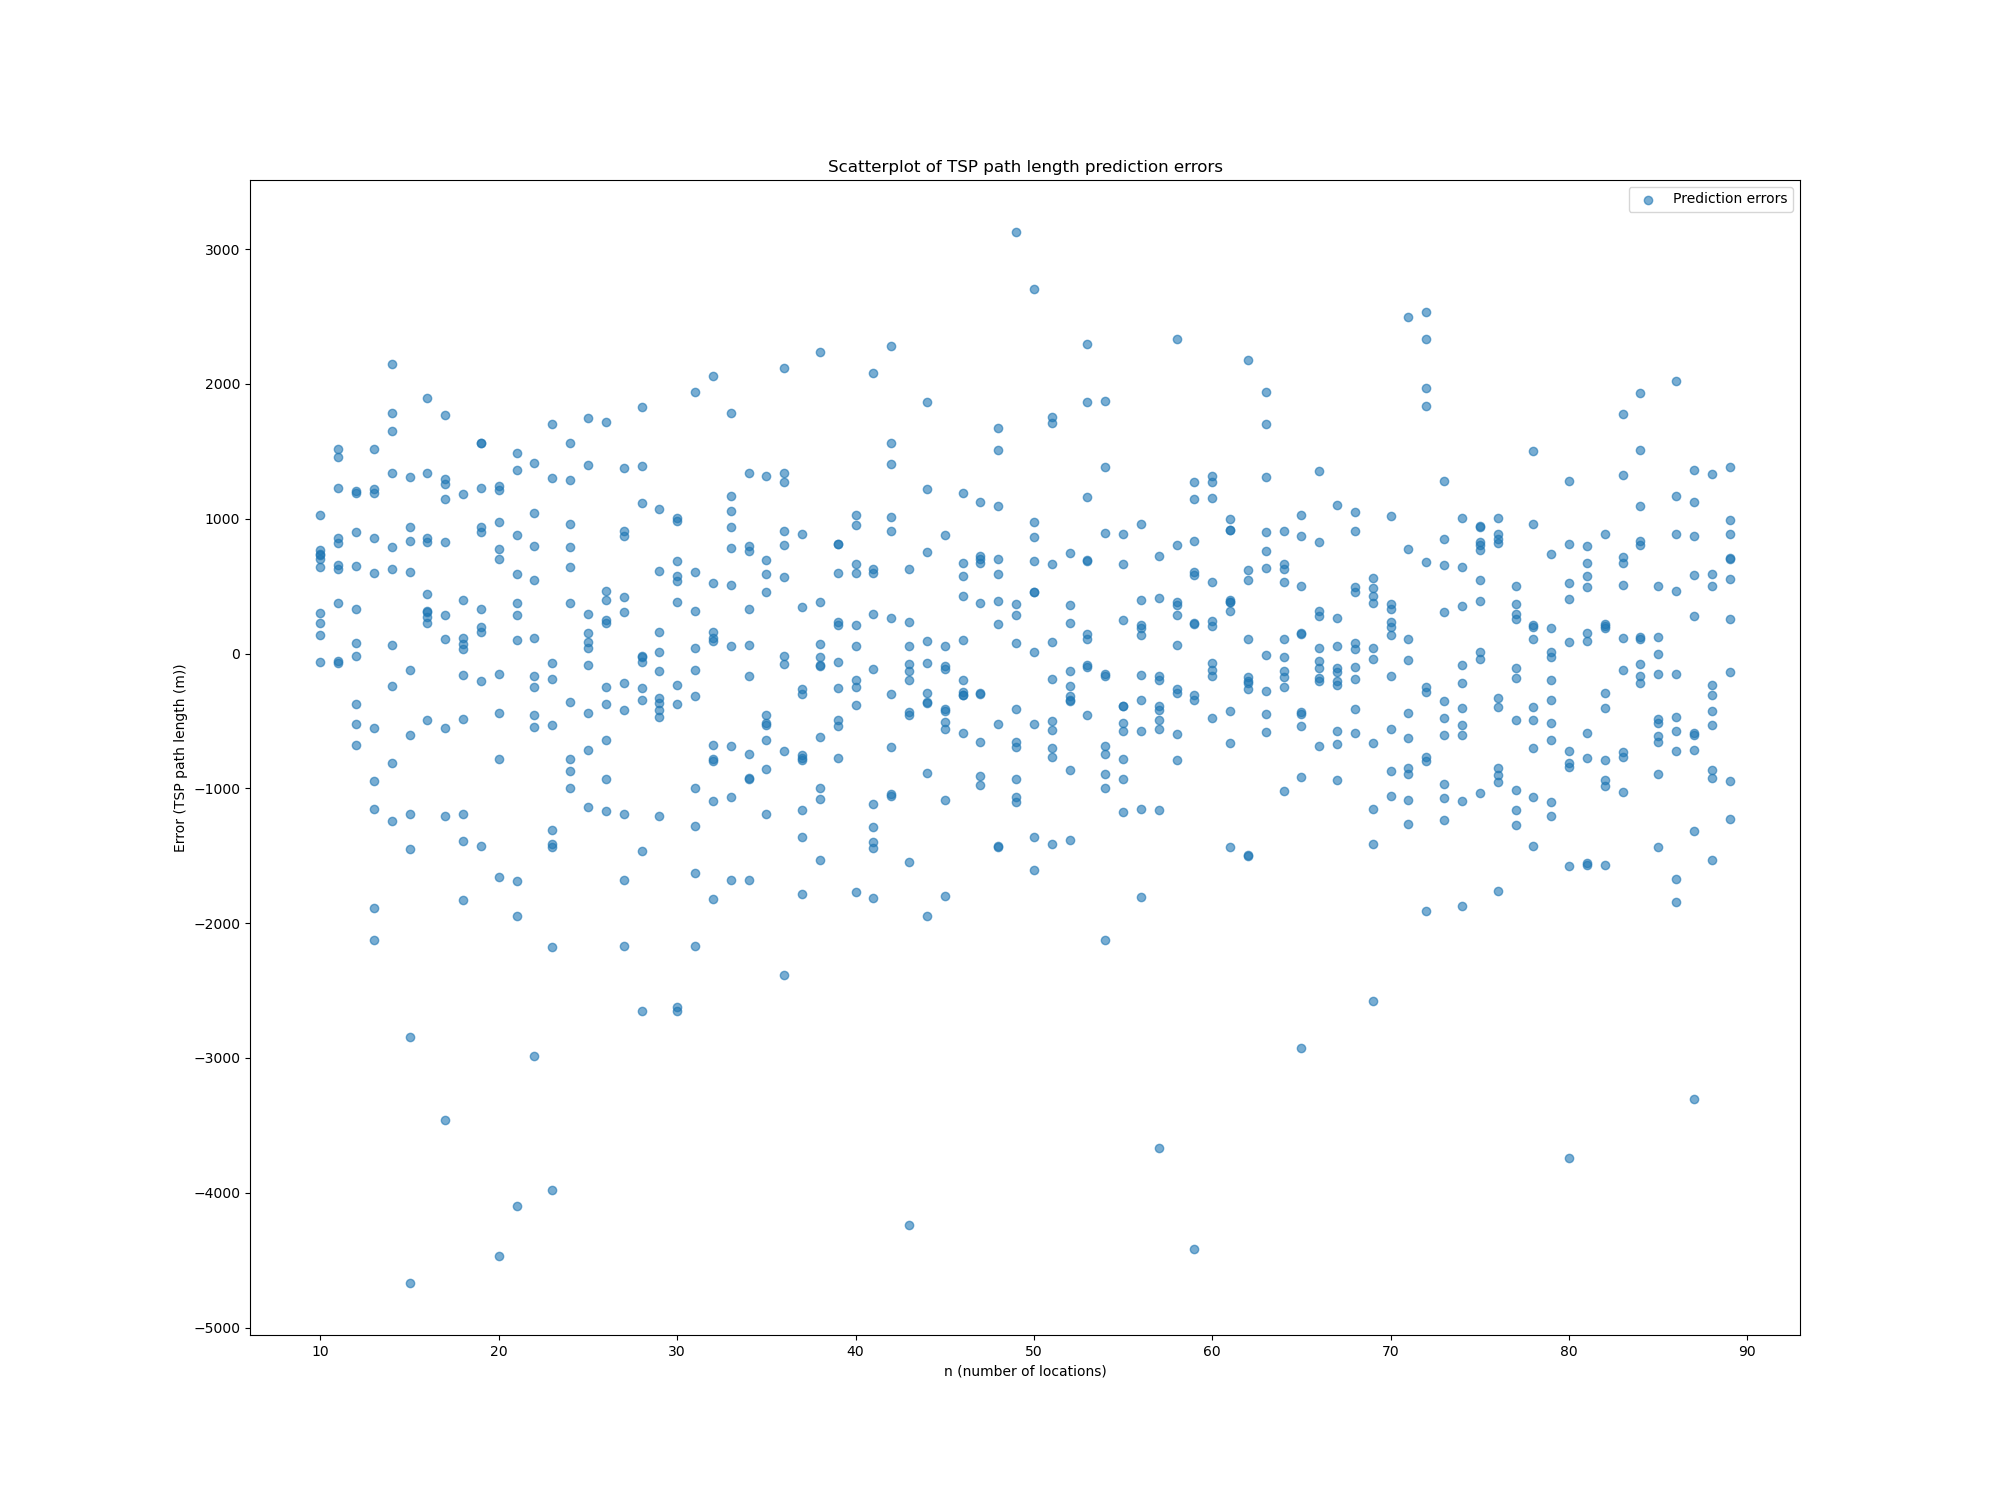 Scatterplot of TSP path length prediction errors
Prediction errors
3000
2000
1000
0
−1000
−2000
−3000
−4000
−5000
Error (TSP path length (m))
10 20 30 40 50 60 70 80 90
n (number of locations)